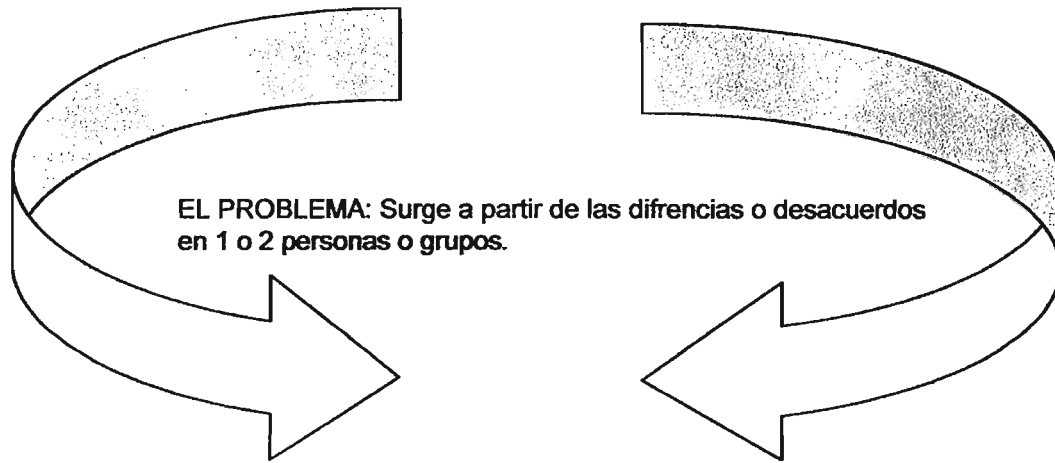 EL PROBLEMA: Surge a partir de las difrencias o desacuerdos
en 1 o 2 personas o grupos.